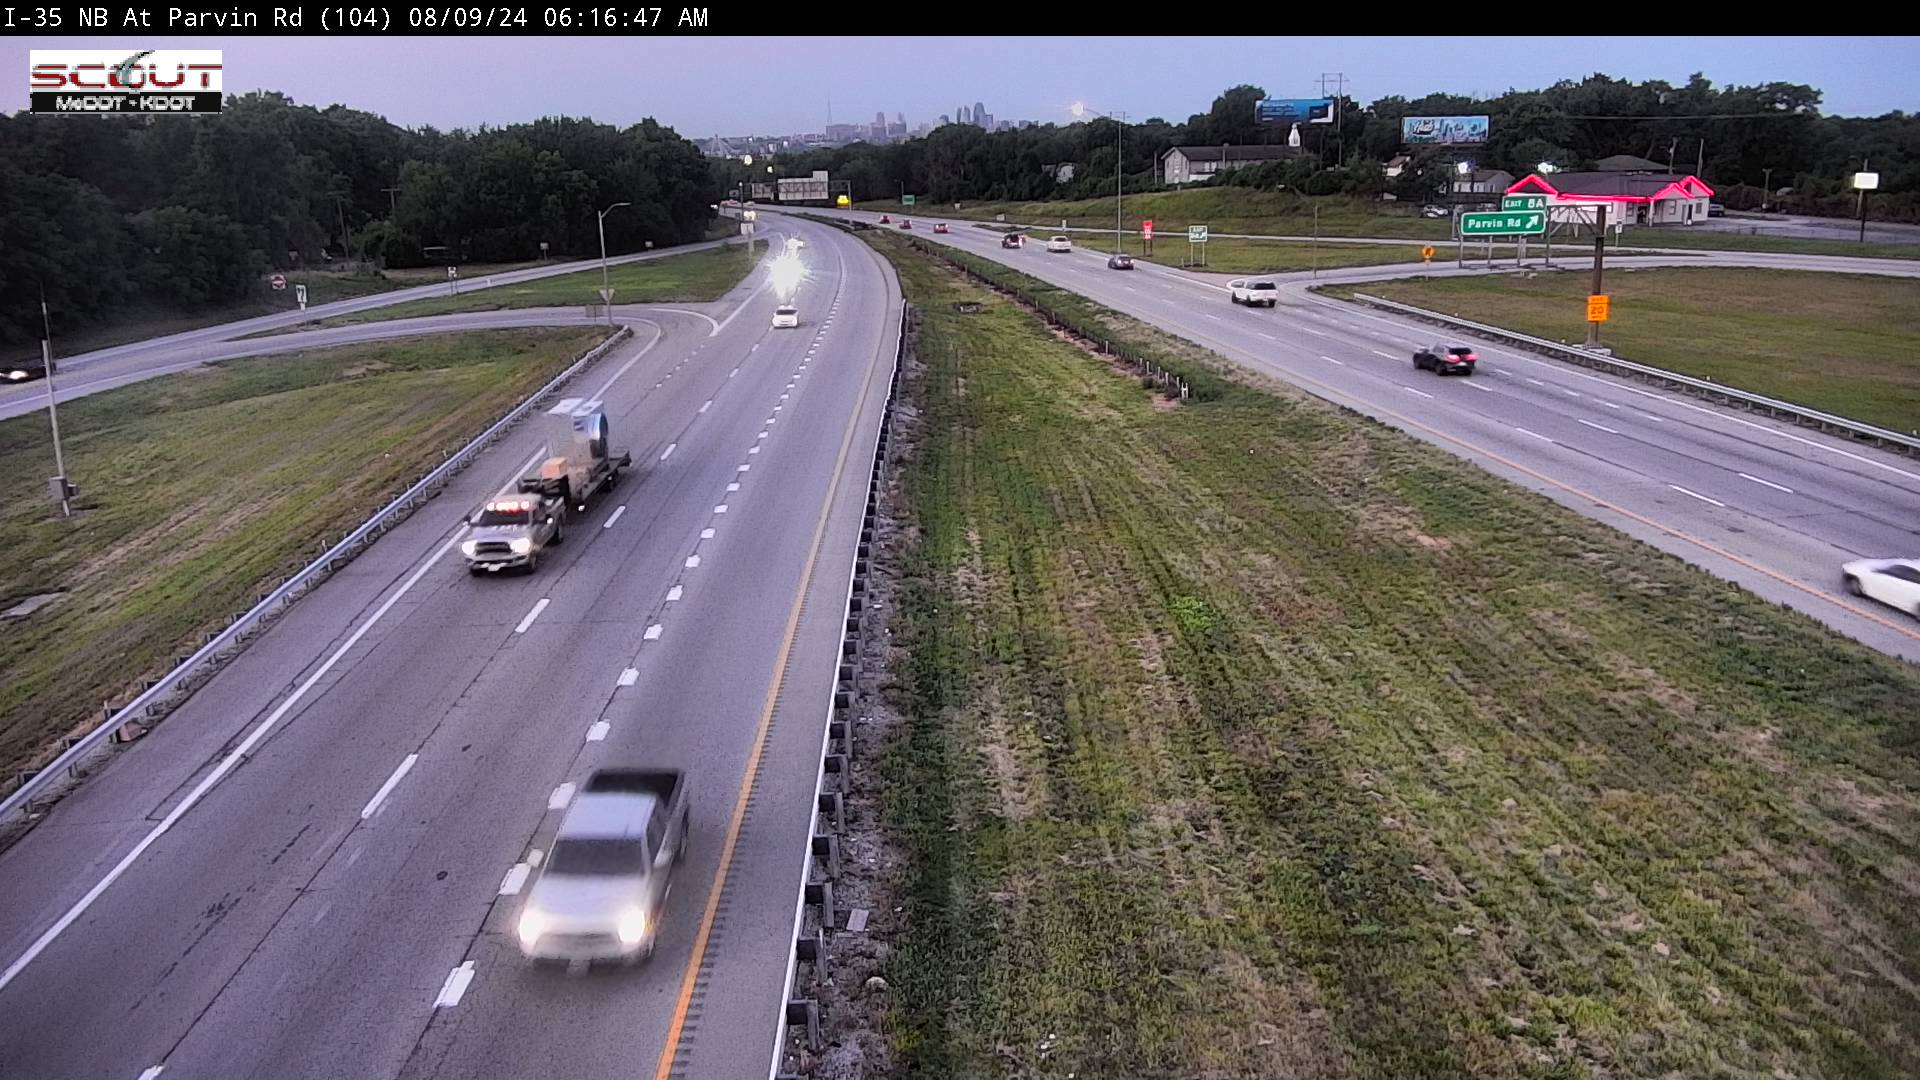 I-35 NB At Parvin Rd (104) 08/09/24 06:16:47 AM
SCOUT
MoDOT - KDOT
EXIT 8A
Parvin Rd
20